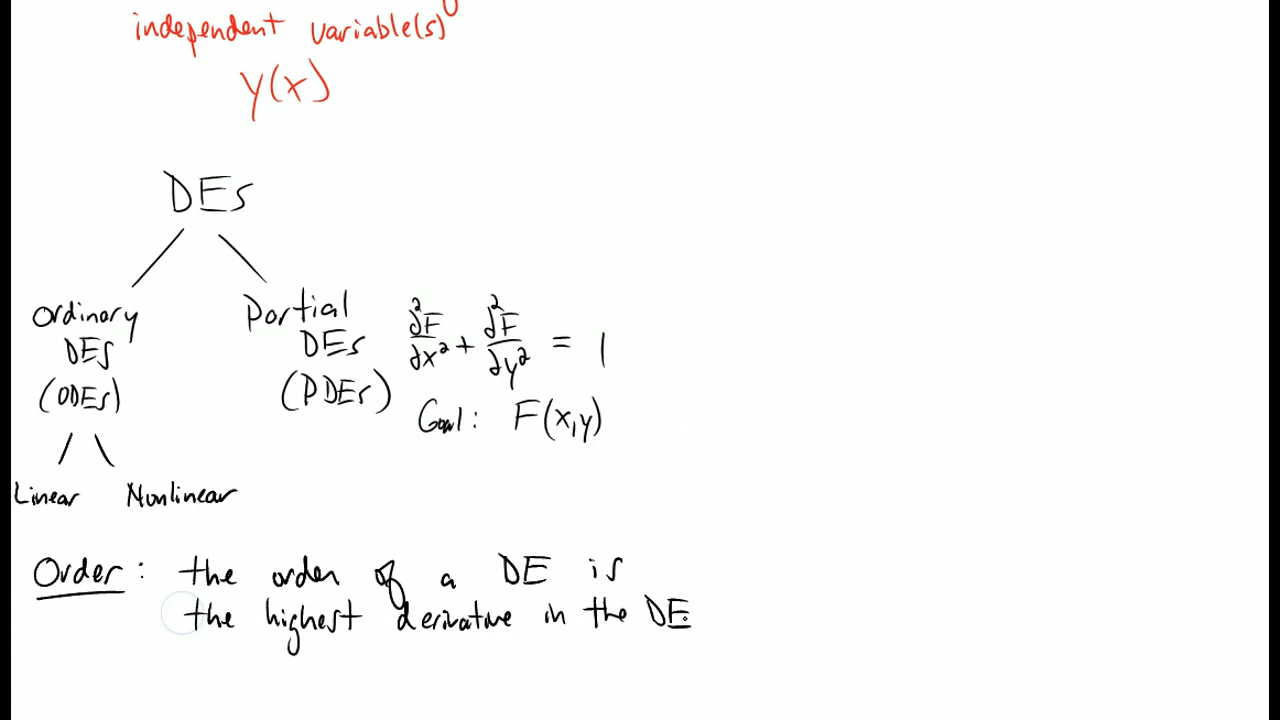 independent variable(s)
y(x)
DEs
Ordinary
DEs
(ODEs)
Partial
DEs
(PDEs)
∂²F/∂x² + ∂²F/∂y² = 1
Goal: F(x,y)
Linear Nonlinear
Order: the order of a DE is
the highest derivative in the DE.